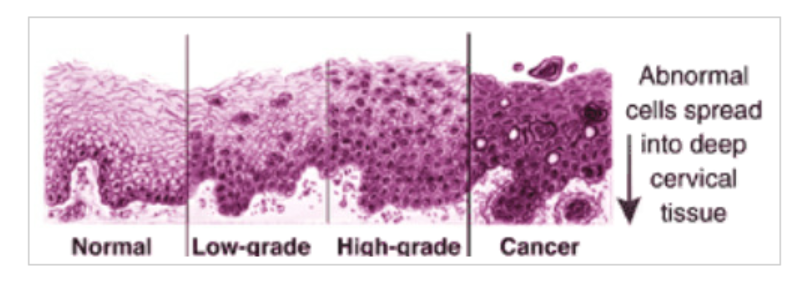 Abnormal
cells spread
into deep
cervical
tissue
Normal
Low-grade
High-grade
Cancer